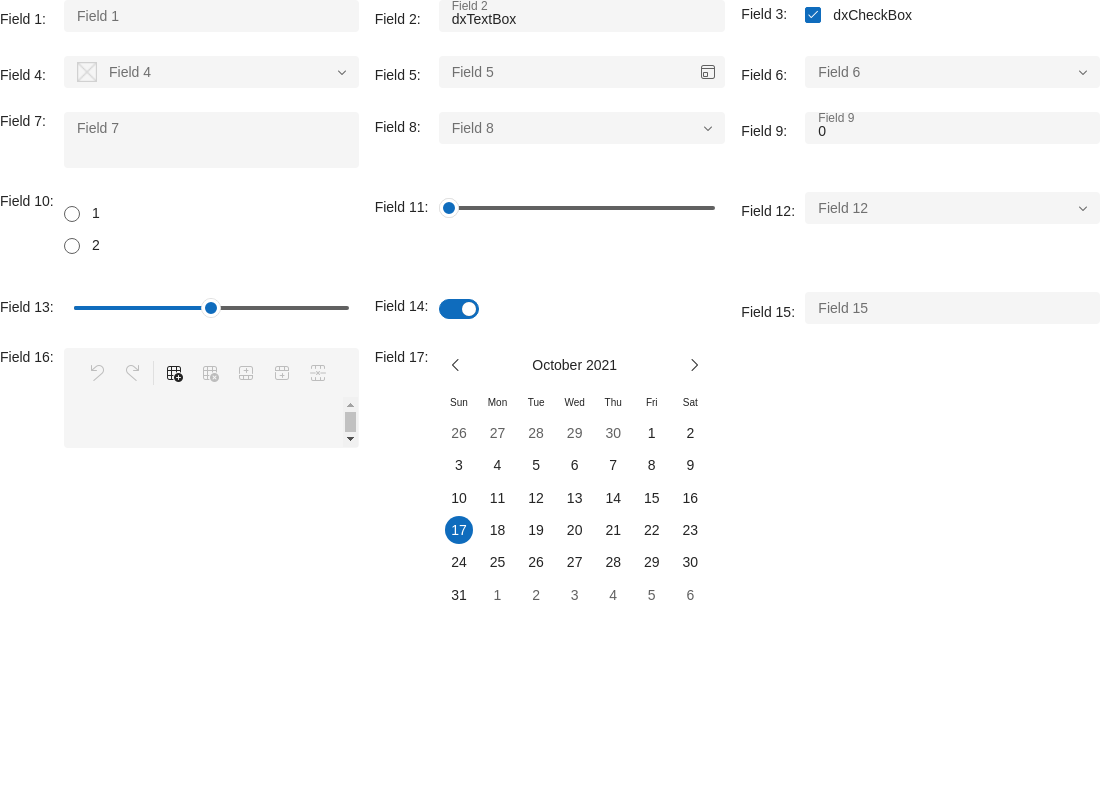 Field 1: Field 1
Field 2: Field 2
dxTextBox
Field 3: dxCheckBox
Field 4: Field 4
Field 5: Field 5
Field 6: Field 6
Field 7: Field 7
Field 8: Field 8
Field 9: Field 9
0
Field 10: 1
2
Field 11:
Field 12: Field 12
Field 13:
Field 14:
Field 15: Field 15
Field 16:
Field 17: October 2021
Sun Mon Tue Wed Thu Fri Sat
26 27 28 29 30 1 2
3 4 5 6 7 8 9
10 11 12 13 14 15 16
17 18 19 20 21 22 23
24 25 26 27 28 29 30
31 1 2 3 4 5 6